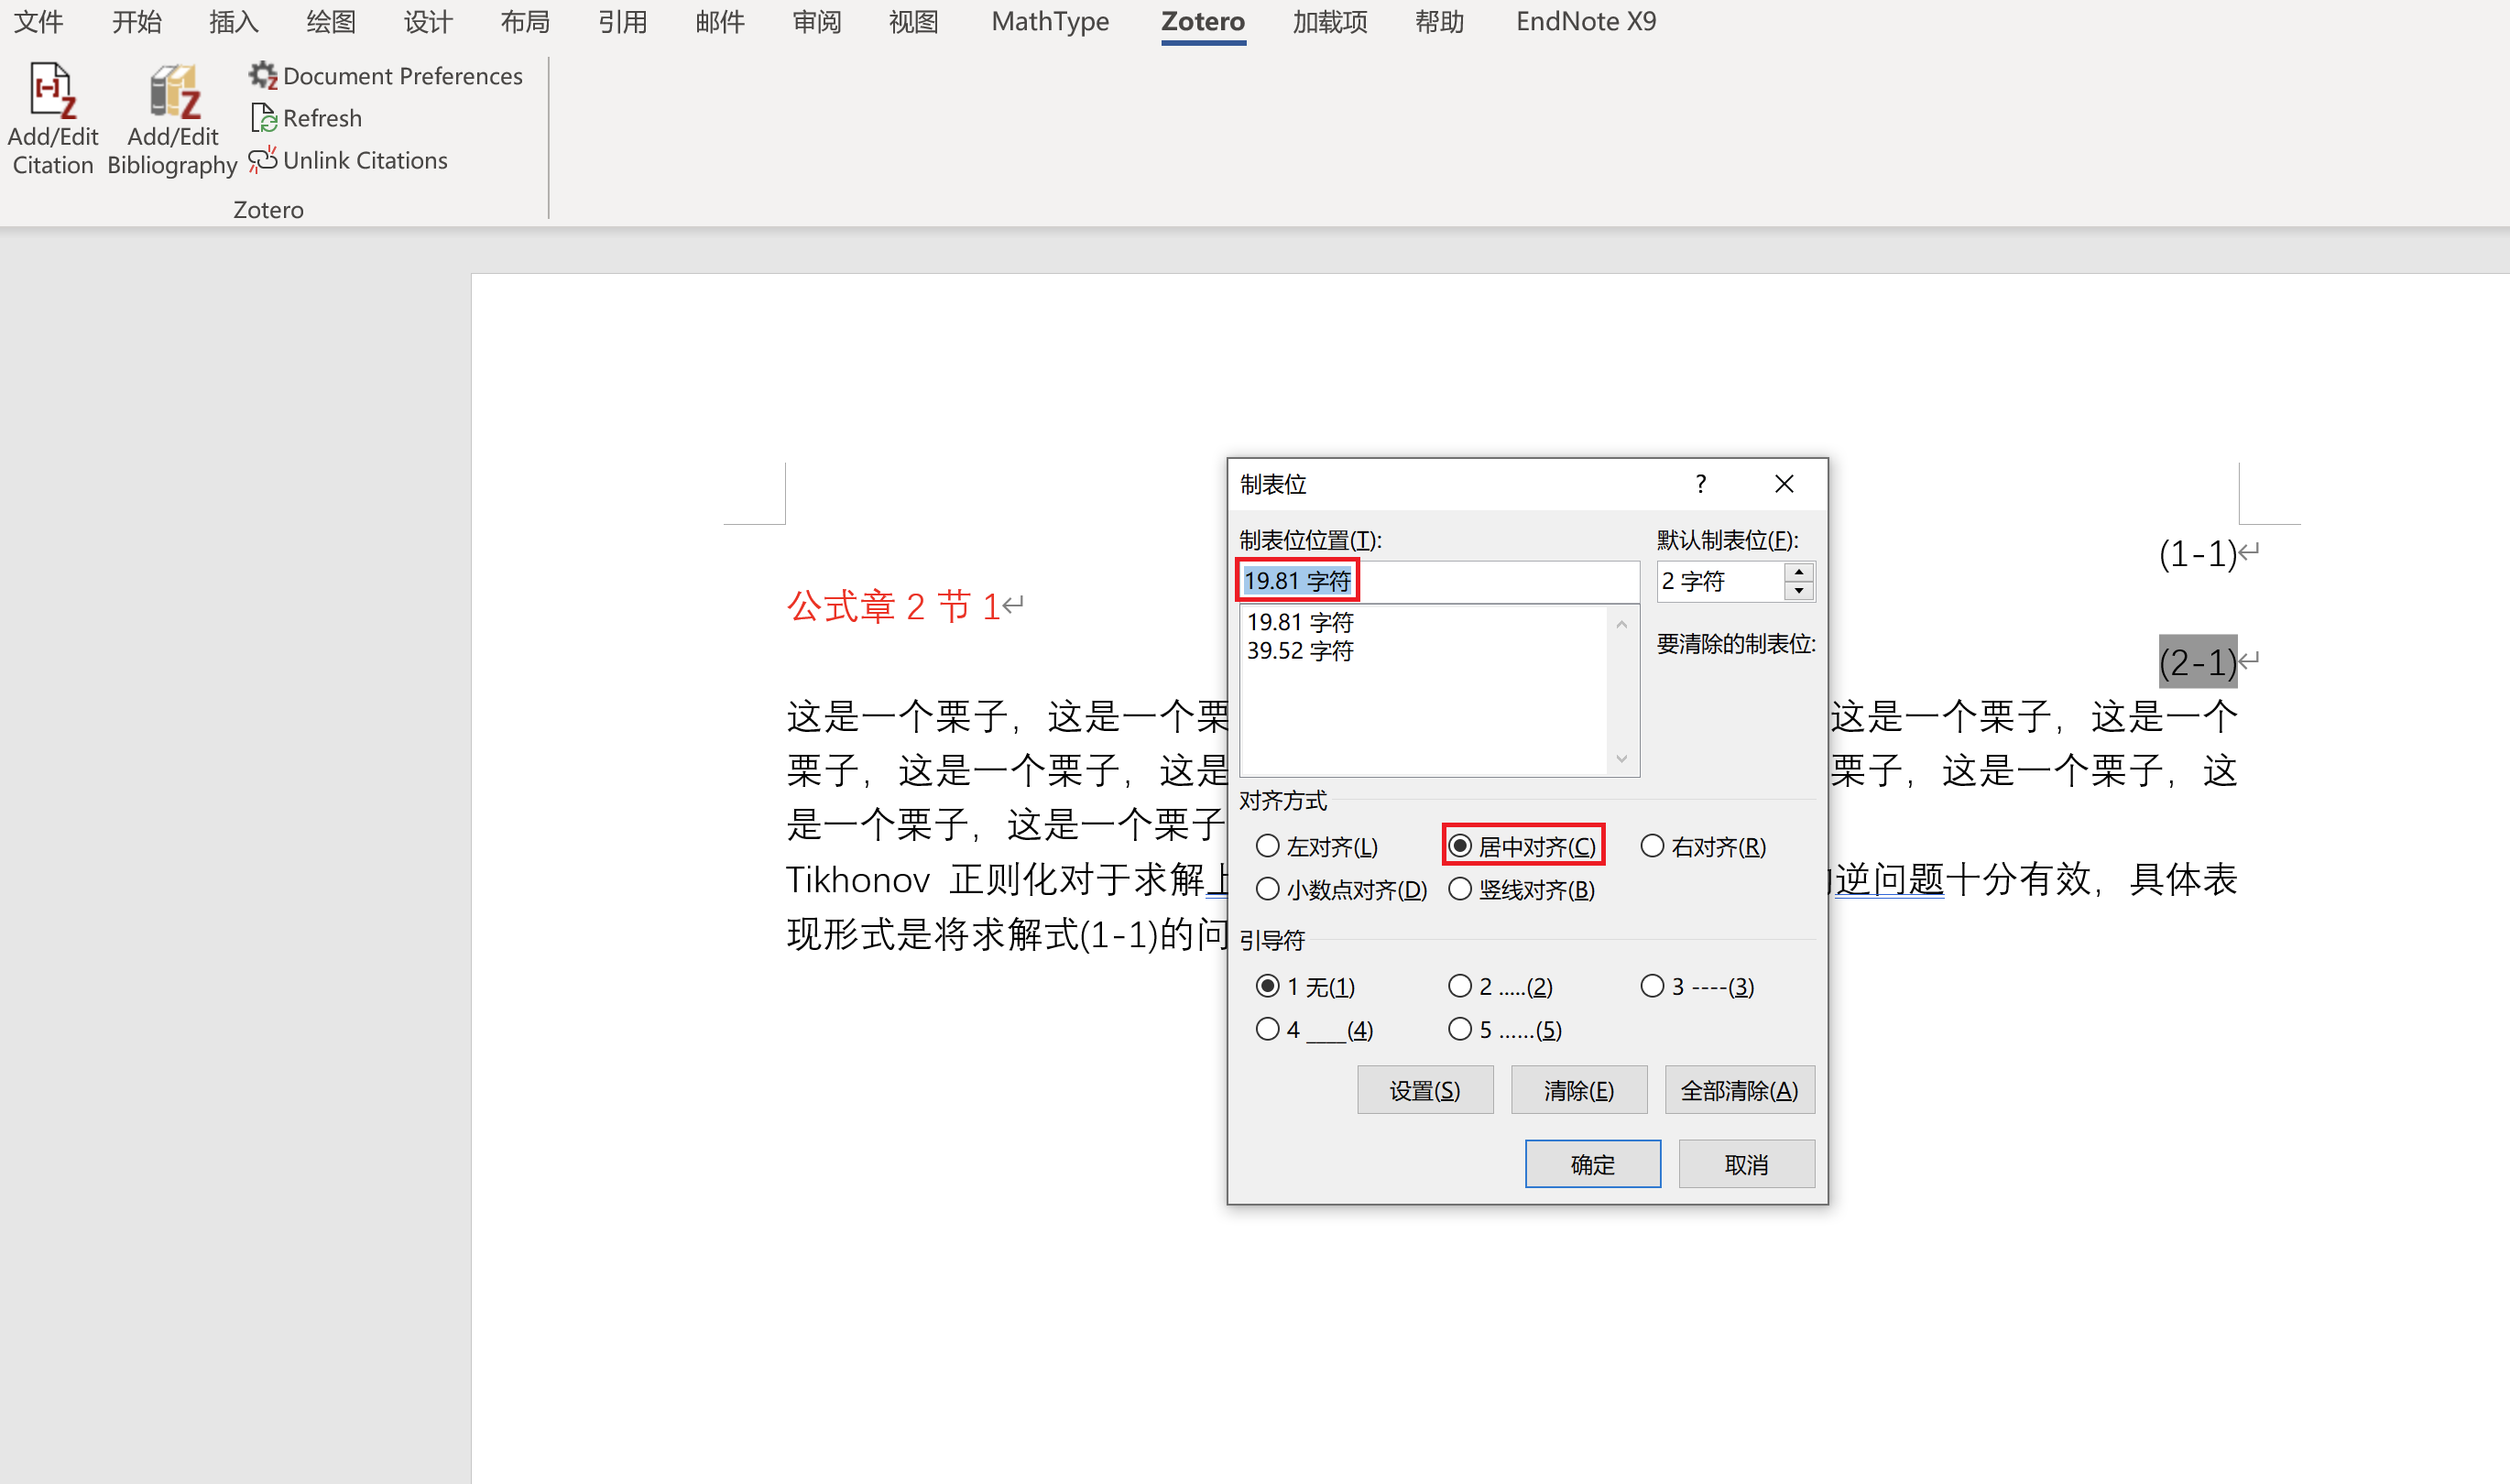 文件 开始 插入 绘图 设计 布局 引用 邮件 审阅 视图 MathType Zotero 加载项 帮助 EndNote X9
Add/Edit Citation
Add/Edit Bibliography
Document Preferences
Refresh
Unlink Citations
Zotero
(1-1)
公式章 2 节 1
(2-1)
这是一个栗子，这是一个栗
这是一个栗子，这是一个
栗子，这是一个栗子，这是
栗子，这是一个栗子，这
是一个栗子，这是一个栗子
Tikhonov 正则化对于求解上
逆问题十分有效，具体表
现形式是将求解式(1-1)的问
制表位 ?
制表位位置(T): 默认制表位(F):
19.81 字符 2 字符
19.81 字符
39.52 字符
要清除的制表位:
对齐方式
左对齐(L) 居中对齐(C) 右对齐(R)
小数点对齐(D) 竖线对齐(B)
引导符
1 无(1) 2 .....(2) 3 ----(3)
4 ____(4) 5 ......(5)
设置(S) 清除(E) 全部清除(A)
确定 取消